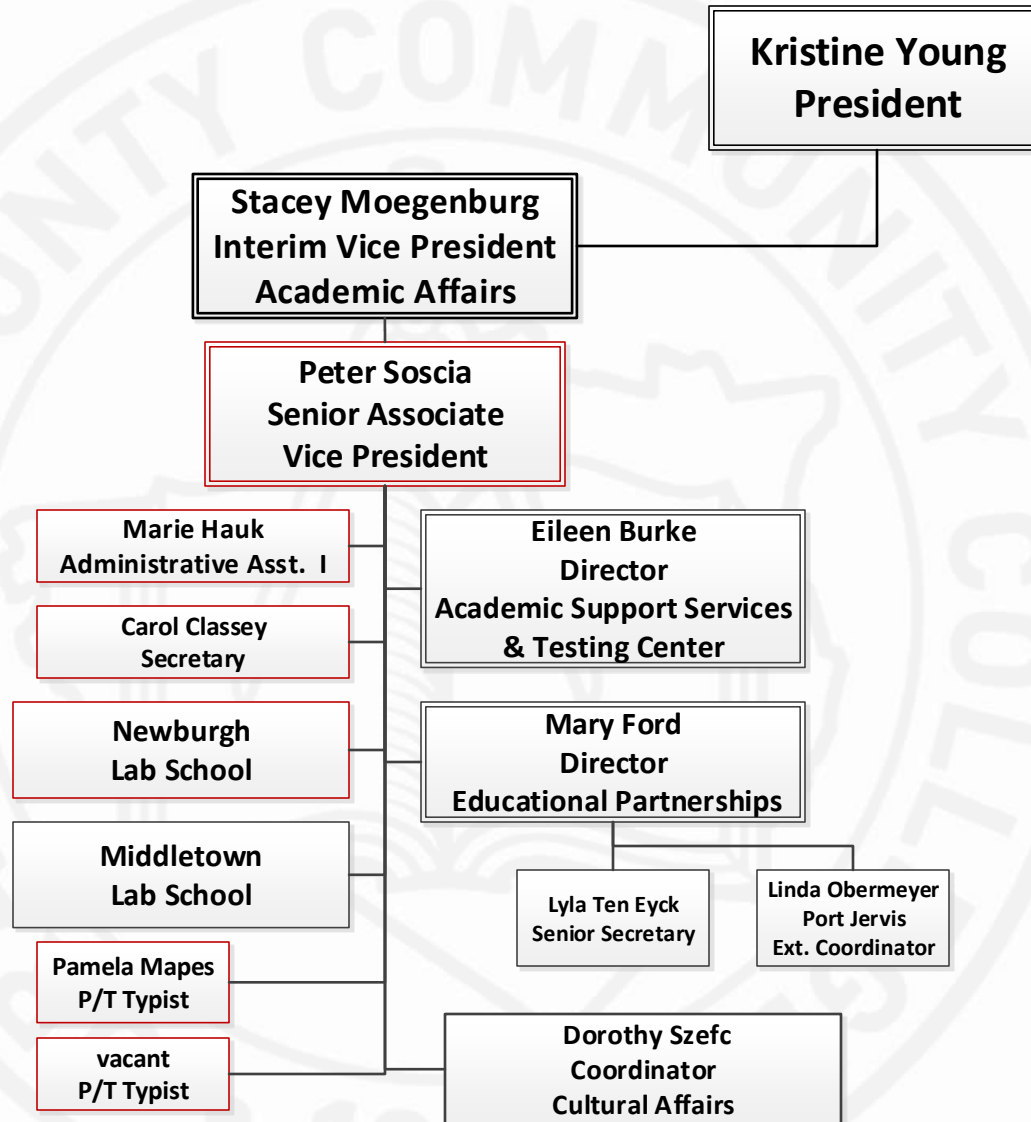 Kristine Young
President
Stacey Moegenburg
Interim Vice President
Academic Affairs
Peter Soscia
Senior Associate
Vice President
Marie Hauk
Administrative Asst. I
Eileen Burke
Director
Academic Support Services
& Testing Center
Carol Classey
Secretary
Newburgh
Lab School
Mary Ford
Director
Educational Partnerships
Middletown
Lab School
Lyla Ten Eyck
Senior Secretary
Linda Obermeyer
Port Jervis
Ext. Coordinator
Pamela Mapes
P/T Typist
vacant
P/T Typist
Dorothy Szefc
Coordinator
Cultural Affairs
COUNTY COMMUNITY COLLEG